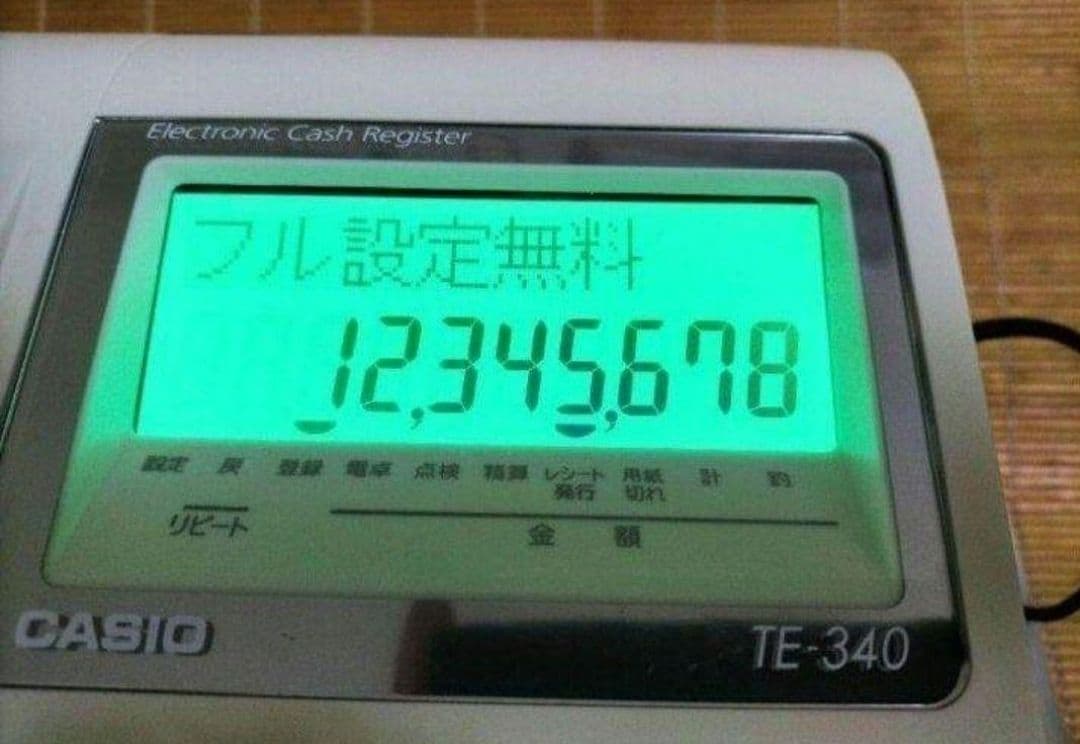 Electronic Cash Register
フル設定無料
12,345,678
設定 戻 登録 電卓 点検 精算 レシート発行 用紙切れ 計 釣
リピート 金額
CASIO TE-340